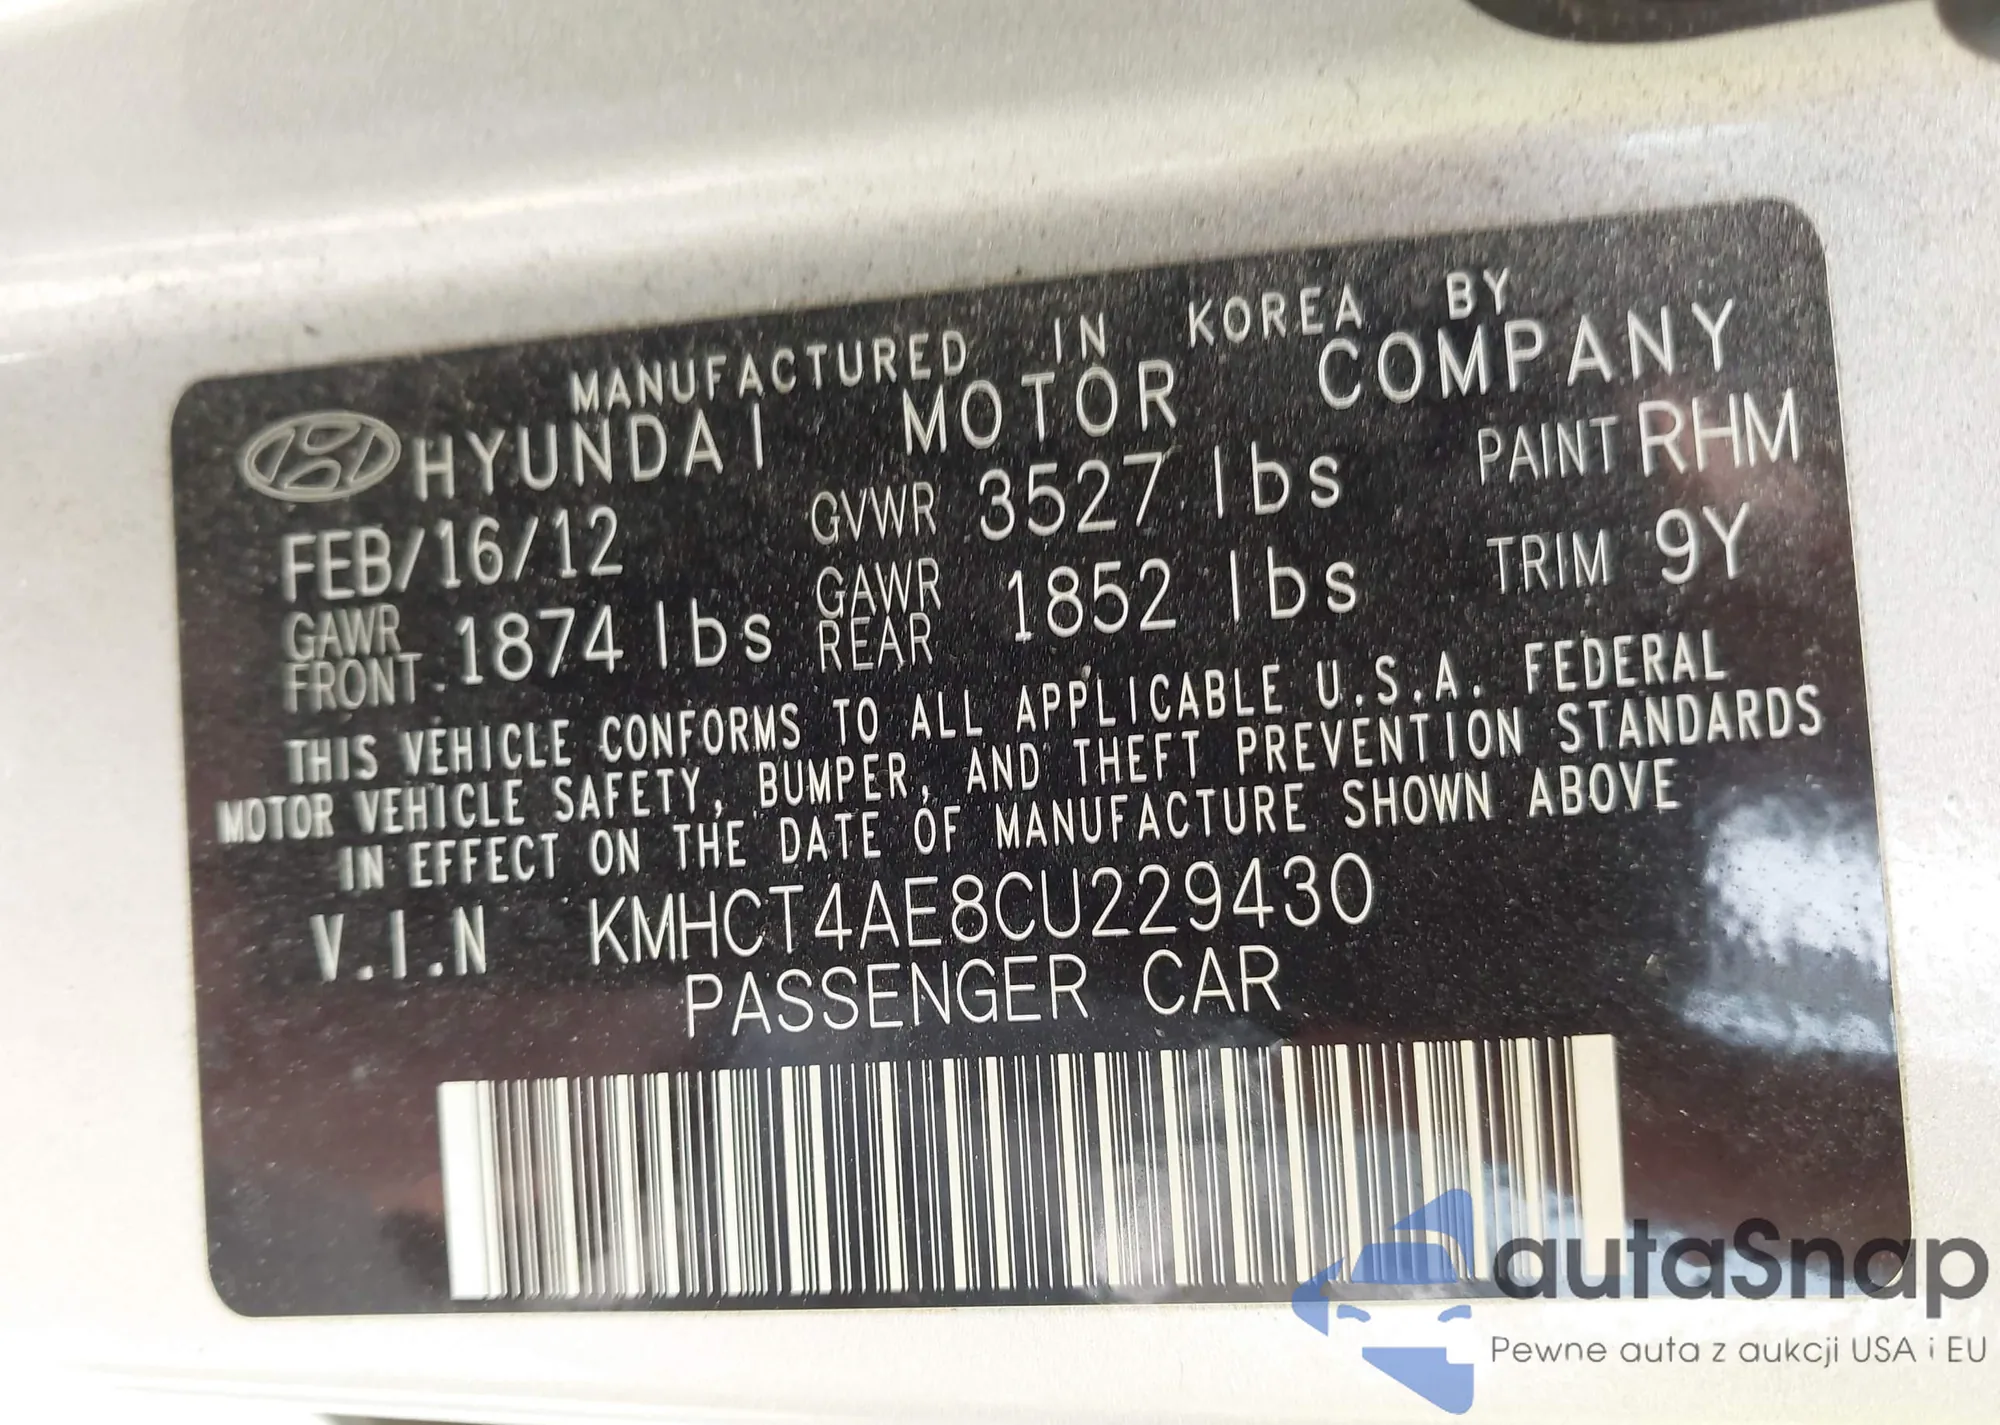 MANUFACTURED IN KOREA BY
HYUNDAI MOTOR COMPANY
FEB/16/12 GVWR 3527 lbs PAINT RHM
GAWR FRONT 1874 lbs GAWR REAR 1852 lbs TRIM 9Y
THIS VEHICLE CONFORMS TO ALL APPLICABLE U.S.A. FEDERAL
MOTOR VEHICLE SAFETY, BUMPER, AND THEFT PREVENTION STANDARDS
IN EFFECT ON THE DATE OF MANUFACTURE SHOWN ABOVE
V.I.N KMHCT4AE8CU229430
PASSENGER CAR
autaSnap
Pewne auta z aukcji USA i EU